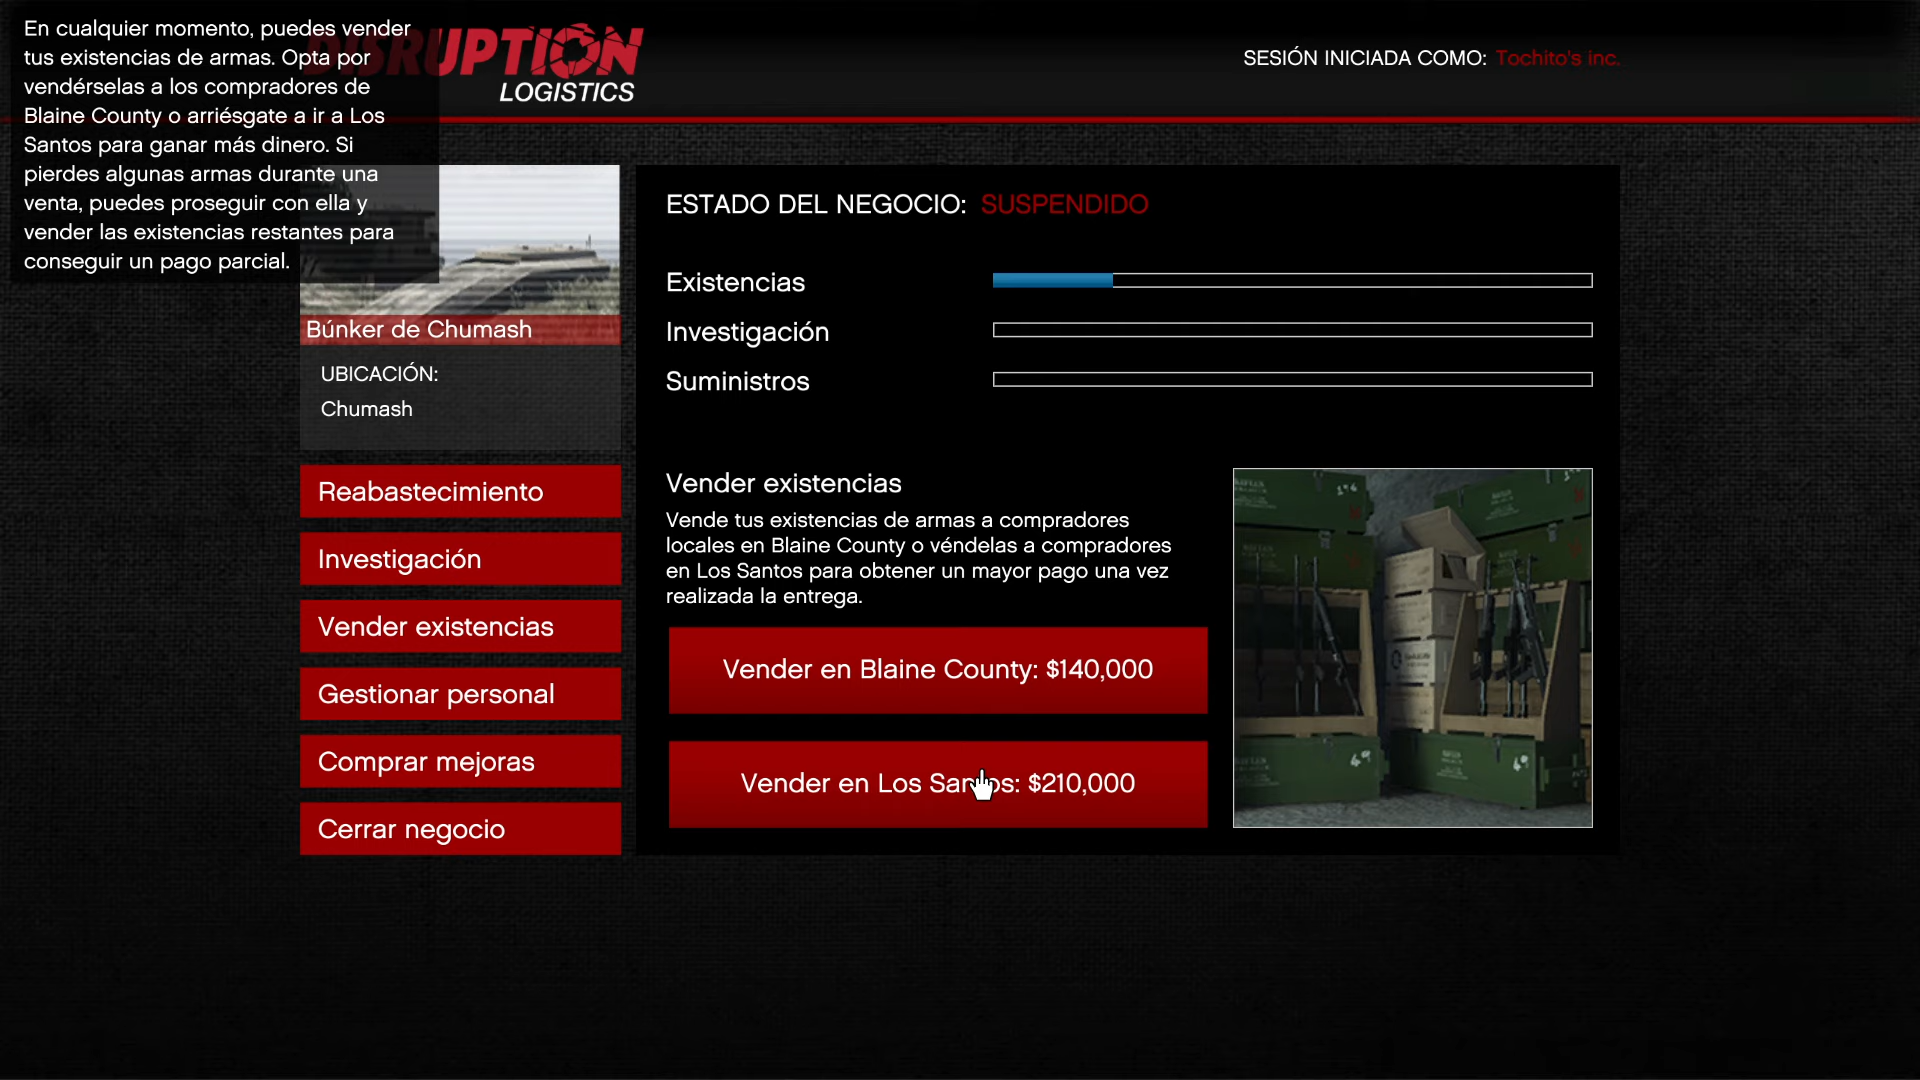 En cualquier momento, puedes vender
tus existencias de armas. Opta por
vendérselas a los compradores de
Blaine County o arriésgate a ir a Los
Santos para ganar más dinero. Si
pierdes algunas armas durante una
venta, puedes proseguir con ella y
vender las existencias restantes para
conseguir un pago parcial.
DISRUPTION
LOGISTICS
SESIÓN INICIADA COMO: Tochito's inc.
Búnker de Chumash
UBICACIÓN:
Chumash
Reabastecimiento
Investigación
Vender existencias
Gestionar personal
Comprar mejoras
Cerrar negocio
ESTADO DEL NEGOCIO: SUSPENDIDO
Existencias
Investigación
Suministros
Vender existencias
Vende tus existencias de armas a compradores
locales en Blaine County o véndelas a compradores
en Los Santos para obtener un mayor pago una vez
realizada la entrega.
Vender en Blaine County: $140,000
Vender en Los Santos: $210,000